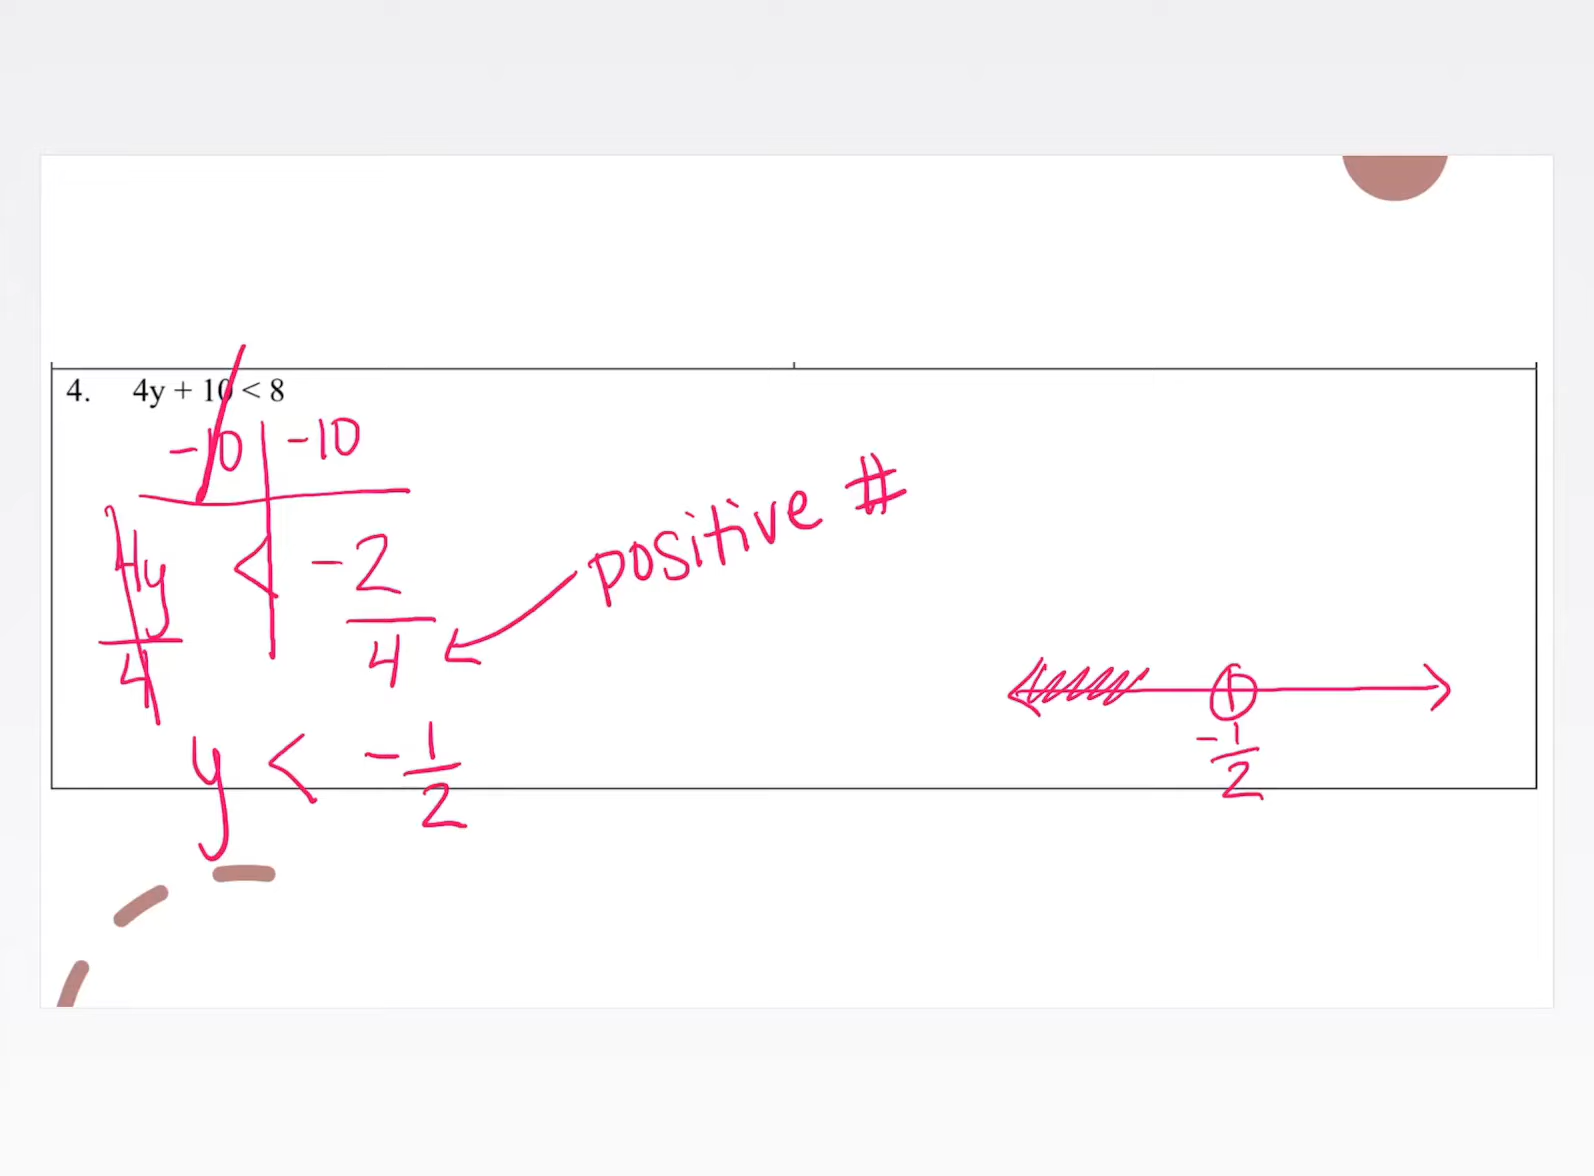 4. 4y + 10 < 8
-10 -10
4y < -2
4 4
positive #
y < -1/2
-1/2